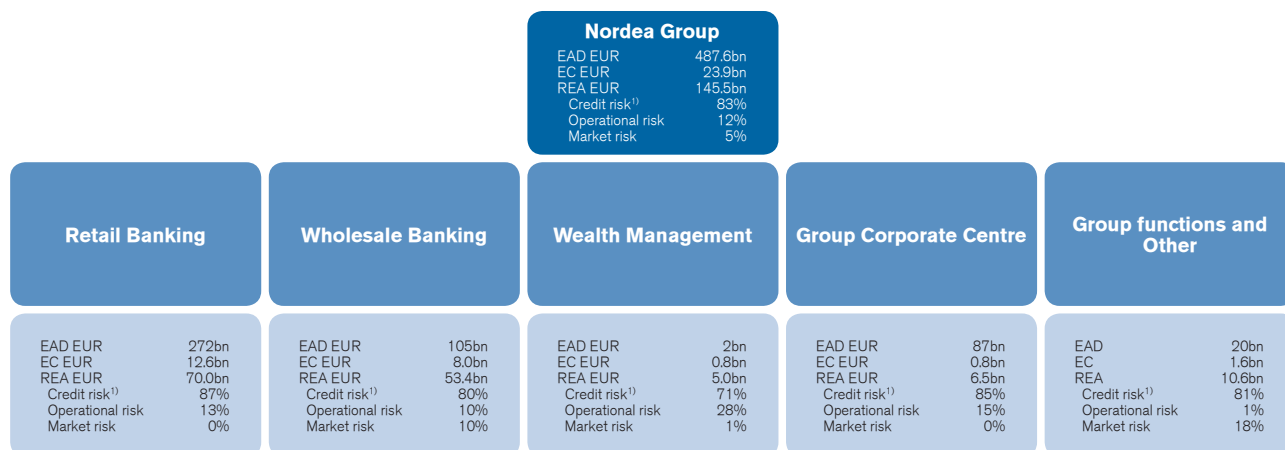 Nordea Group
EAD EUR 487.6bn
EC EUR 23.9bn
REA EUR 145.5bn
Credit risk1) 83%
Operational risk 12%
Market risk 5%
Retail Banking
Wholesale Banking
Wealth Management
Group Corporate Centre
Group functions and
Other
EAD EUR 272bn
EC EUR 12.6bn
REA EUR 70.0bn
Credit risk1) 87%
Operational risk 13%
Market risk 0%
EAD EUR 105bn
EC EUR 8.0bn
REA EUR 53.4bn
Credit risk1) 80%
Operational risk 10%
Market risk 10%
EAD EUR 2bn
EC EUR 0.8bn
REA EUR 5.0bn
Credit risk1) 71%
Operational risk 28%
Market risk 1%
EAD EUR 87bn
EC EUR 0.8bn
REA EUR 6.5bn
Credit risk1) 85%
Operational risk 15%
Market risk 0%
EAD 20bn
EC 1.6bn
REA 10.6bn
Credit risk1) 81%
Operational risk 1%
Market risk 18%